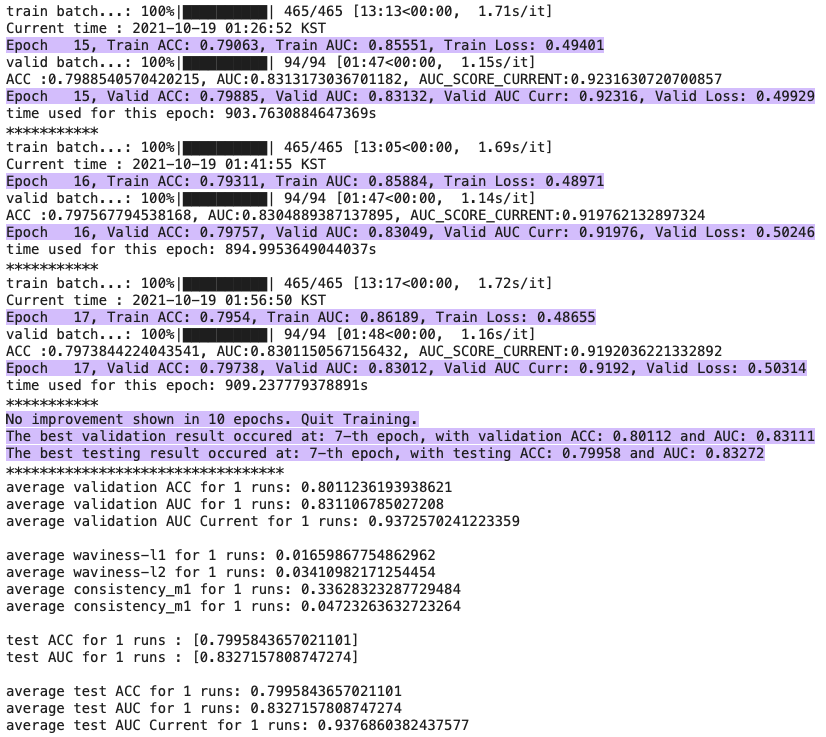 train batch...: 100%|██████████| 465/465 [13:13<00:00,  1.71s/it]
Current time : 2021-10-19 01:26:52 KST
Epoch   15, Train ACC: 0.79063, Train AUC: 0.85551, Train Loss: 0.49401
valid batch...: 100%|██████████| 94/94 [01:47<00:00,  1.15s/it]
ACC :0.7988540570420215, AUC:0.8313173036701182, AUC_SCORE_CURRENT:0.9231630720700857
Epoch   15, Valid ACC: 0.79885, Valid AUC: 0.83132, Valid AUC Curr: 0.92316, Valid Loss: 0.49929
time used for this epoch: 903.7630884647369s
***********
train batch...: 100%|██████████| 465/465 [13:05<00:00,  1.69s/it]
Current time : 2021-10-19 01:41:55 KST
Epoch   16, Train ACC: 0.79311, Train AUC: 0.85884, Train Loss: 0.48971
valid batch...: 100%|██████████| 94/94 [01:47<00:00,  1.14s/it]
ACC :0.797567794538168, AUC:0.8304889387137895, AUC_SCORE_CURRENT:0.919762132897324
Epoch   16, Valid ACC: 0.79757, Valid AUC: 0.83049, Valid AUC Curr: 0.91976, Valid Loss: 0.50246
time used for this epoch: 894.9953649044037s
***********
train batch...: 100%|██████████| 465/465 [13:17<00:00,  1.72s/it]
Current time : 2021-10-19 01:56:50 KST
Epoch   17, Train ACC: 0.7954, Train AUC: 0.86189, Train Loss: 0.48655
valid batch...: 100%|██████████| 94/94 [01:48<00:00,  1.16s/it]
ACC :0.7973844224043541, AUC:0.8301150567156432, AUC_SCORE_CURRENT:0.9192036221332892
Epoch   17, Valid ACC: 0.79738, Valid AUC: 0.83012, Valid AUC Curr: 0.9192, Valid Loss: 0.50314
time used for this epoch: 909.237779378891s
***********
No improvement shown in 10 epochs. Quit Training.
The best validation result occured at: 7-th epoch, with validation ACC: 0.80112 and AUC: 0.83111
The best testing result occured at: 7-th epoch, with testing ACC: 0.79958 and AUC: 0.83272
*********************************
average validation ACC for 1 runs: 0.8011236193938621
average validation AUC for 1 runs: 0.831106785027208
average validation AUC Current for 1 runs: 0.9372570241223359
average waviness-l1 for 1 runs: 0.01659867754862962
average waviness-l2 for 1 runs: 0.03410982171254454
average consistency_m1 for 1 runs: 0.33628323287729484
average consistency_m1 for 1 runs: 0.04723263632723264
test ACC for 1 runs : [0.7995843657021101]
test AUC for 1 runs : [0.8327157808747274]
average test ACC for 1 runs: 0.7995843657021101
average test AUC for 1 runs: 0.8327157808747274
average test AUC Current for 1 runs: 0.9376860382437577